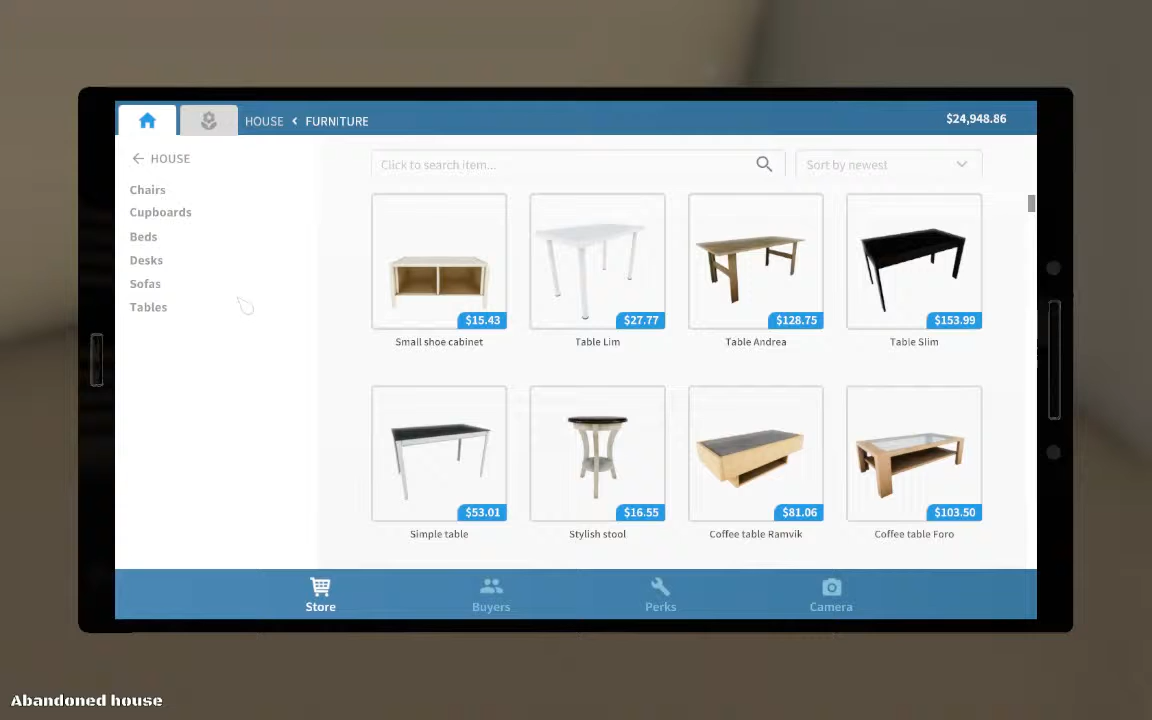 HOUSE < FURNITURE
$24,948.86
HOUSE
Click to search item...
Sort by newest
Chairs
Cupboards
Beds
Desks
Sofas
Tables
$15.43
$27.77
$128.75
$153.99
Small shoe cabinet
Table Lim
Table Andrea
Table Slim
$53.01
$16.55
$81.06
$103.50
Simple table
Stylish stool
Coffee table Ramvik
Coffee table Foro
Store
Buyers
Perks
Camera
Abandoned house